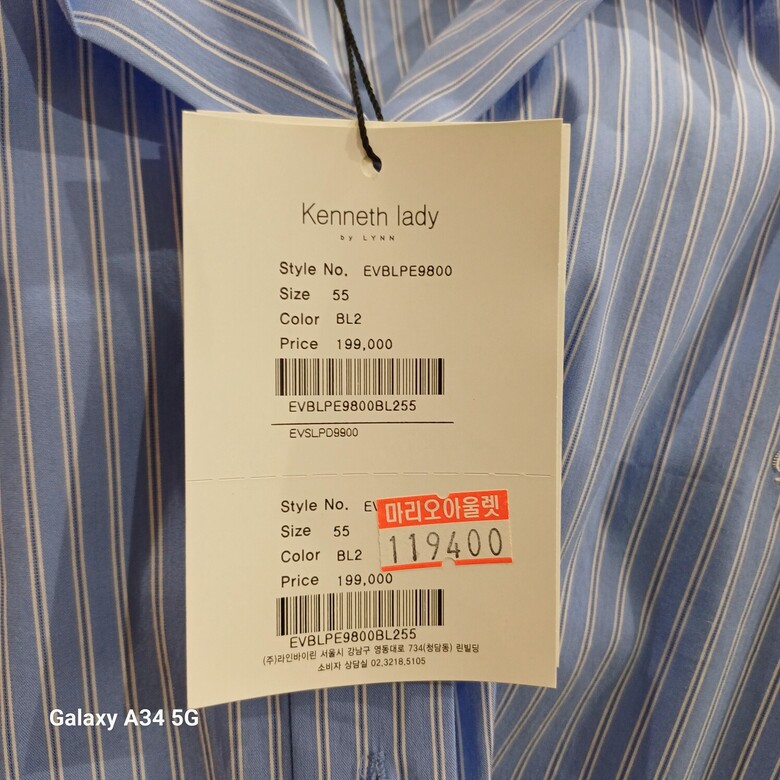 Kenneth lady
by LYNN
Style No. EVBLPE9800
Size 55
Color BL2
Price 199,000
EVBLPE9800BL255
EVSLPD9900
Style No. EV
마리오아울렛
Size 55
119400
Color BL2
Price 199,000
EVBLPE9800BL255
(주)라인바이린 서울시 강남구 영동대로 734(청담동) 린빌딩
소비자 상담실 02.3218.5105
Galaxy A34 5G